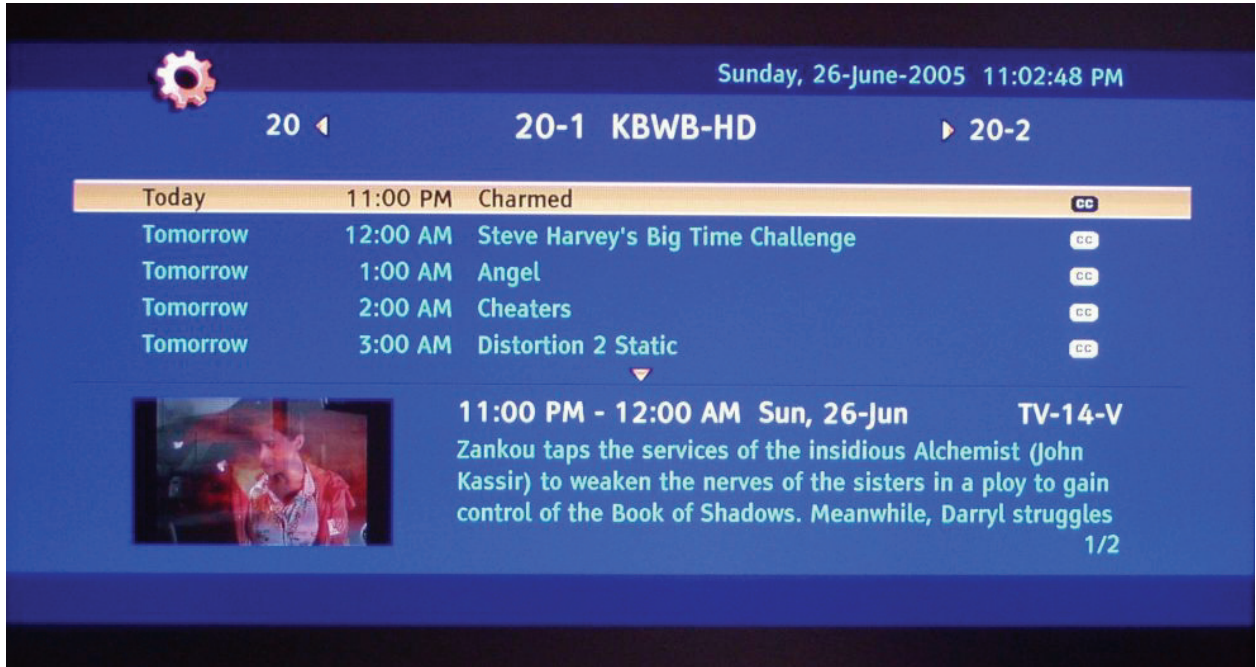 Sunday, 26-June-2005 11:02:48 PM
20 20-1 KBWB-HD 20-2
Today 11:00 PM Charmed CC
Tomorrow 12:00 AM Steve Harvey's Big Time Challenge CC
Tomorrow 1:00 AM Angel CC
Tomorrow 2:00 AM Cheaters CC
Tomorrow 3:00 AM Distortion 2 Static CC
11:00 PM - 12:00 AM Sun, 26-Jun TV-14-V
Zankou taps the services of the insidious Alchemist (John
Kassir) to weaken the nerves of the sisters in a ploy to gain
control of the Book of Shadows. Meanwhile, Darryl struggles
1/2